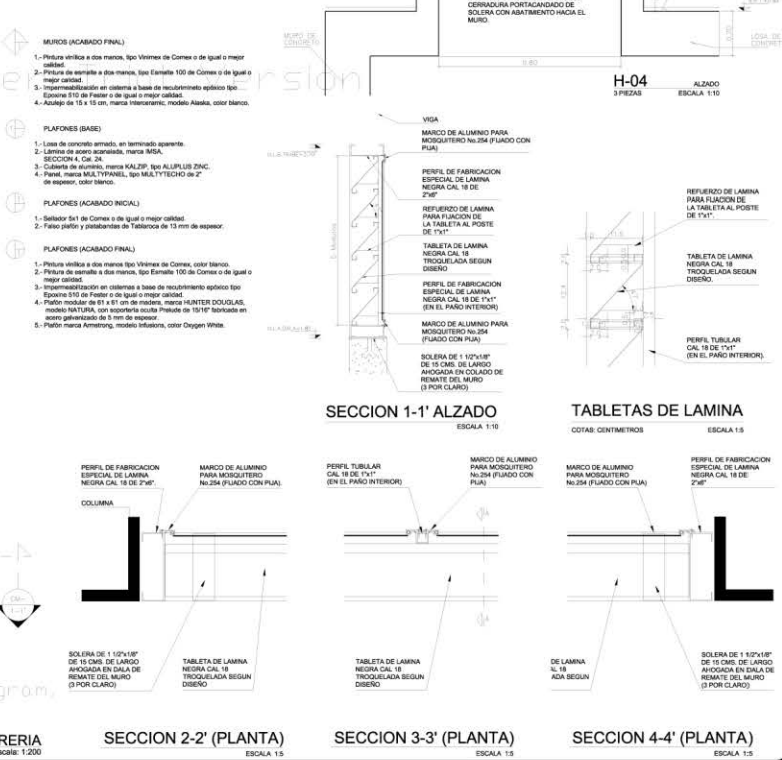 CERRADURA PORTACANDADO DE
SOLERA CON ABATIMIENTO HACIA EL
MURO.
MURO DE
CONCRETO
LOSA DE
0.80
H-04
3 PIEZAS
ALZADO
ESCALA 1:10
MUROS (ACABADO FINAL)
1.- Pintura vinílica a dos manos, tipo Vinimex de Comex o de igual o mejor
calidad.
2.- Pintura de esmalte a dos manos, tipo Esmalte 100 de Comex o de igual o
mejor calidad.
3.- Impermeabilización en cisterna a base de recubrimineto epóxico tipo
Epoxine 510 de Fester o de igual o mejor calidad.
4.- Azulejo de 15 x 15 cm, marca Interceramic, modelo Alaska, color blanco.
PLAFONES (BASE)
1.- Losa de concreto armado, en terminado aparente.
2.- Lámina de acero acanalada, marca IMSA,
SECCION 4, Cal. 24.
3.- Cubierta de aluminio, marca KALZIP, tipo ALUPLUS ZINC.
4.- Panel, marca MULTYPANEL, tipo MULTYTECHO de 2"
de espesor, color blanco.
PLAFONES (ACABADO INICIAL)
1.- Sellador 5x1 de Comex o de igual o mejor calidad.
2.- Falso plafón y platabandas de Tablaroca de 13 mm de espesor.
PLAFONES (ACABADO FINAL)
1.- Pintura vinílica a dos manos tipo Vinimex de Comex, color blanco.
2.- Pintura de esmalte a dos manos, tipo Esmalte 100 de Comex o de igual o
mejor calidad.
3.- Impermeabilización en cisternas a base de recubrimiento epóxico tipo
Epoxine 510 de Fester o de igual o mejor calidad.
4.- Plafón modular de 61 x 61 cm de madera, marca HUNTER DOUGLAS,
modelo NATURA, con soportería oculta Prelude de 15/16" fabricada en
acero galvanizado de 5 mm de espesor.
5.- Plafón marca Armstrong, modelo Infusions, color Oxygen White.
VIGA
MARCO DE ALUMINIO PARA
MOSQUITERO No.254 (FIJADO CON
PIJA)
PERFIL DE FABRICACION
ESPECIAL DE LAMINA
NEGRA CAL 18 DE
2"x6"
REFUERZO DE LAMINA
PARA FIJACION DE
LA TABLETA AL POSTE
DE 1"x1"
TABLETA DE LAMINA
NEGRA CAL 18
TROQUELADA SEGUN
DISEÑO
PERFIL DE FABRICACION
ESPECIAL DE LAMINA
NEGRA CAL 18 DE 1"x1"
(EN EL PAÑO INTERIOR)
MARCO DE ALUMINIO PARA
MOSQUITERO No.254
(FIJADO CON PIJA)
SOLERA DE 1 1/2"x1/8"
DE 15 CMS. DE LARGO
AHOGADA EN COLADO DE
REMATE DEL MURO
(3 POR CLARO)
SECCION 1-1' ALZADO
ESCALA 1:10
REFUERZO DE LAMINA
PARA FIJACION DE
LA TABLETA AL POSTE
DE 1"x1".
TABLETA DE LAMINA
NEGRA CAL 18
TROQUELADA SEGUN
DISEÑO.
PERFIL TUBULAR
CAL 18 DE 1"x1"
(EN EL PAÑO INTERIOR).
TABLETAS DE LAMINA
COTAS: CENTIMETROS
ESCALA 1:5
PERFIL DE FABRICACION
ESPECIAL DE LAMINA
NEGRA CAL 18 DE 2"x6".
MARCO DE ALUMINIO
PARA MOSQUITERO
No.254 (FIJADO CON PIJA).
COLUMNA
SOLERA DE 1 1/2"x1/8"
DE 15 CMS. DE LARGO
AHOGADA EN DALA DE
REMATE DEL MURO
(3 POR CLARO)
TABLETA DE LAMINA
NEGRA CAL 18
TROQUELADA SEGUN
DISEÑO
SECCION 2-2' (PLANTA)
ESCALA 1:5
PERFIL TUBULAR
CAL 18 DE 1"x1"
(EN EL PAÑO INTERIOR)
MARCO DE ALUMINIO
PARA MOSQUITERO
No.254 (FIJADO CON
PIJA)
TABLETA DE LAMINA
NEGRA CAL 18
TROQUELADA SEGUN
DISEÑO
SECCION 3-3' (PLANTA)
ESCALA 1:5
MARCO DE ALUMINIO
PARA MOSQUITERO
No.254 (FIJADO CON PIJA)
PERFIL DE FABRICACION
ESPECIAL DE LAMINA
NEGRA CAL 18 DE
2"x6"
DE LAMINA
AL 18
ADA SEGUN
SOLERA DE 1 1/2"x1/8"
DE 15 CMS. DE LARGO
AHOGADA EN DALA DE
REMATE DEL MURO
(3 POR CLARO)
SECCION 4-4' (PLANTA)
ESCALA 1:5
RERIA
scala: 1:200